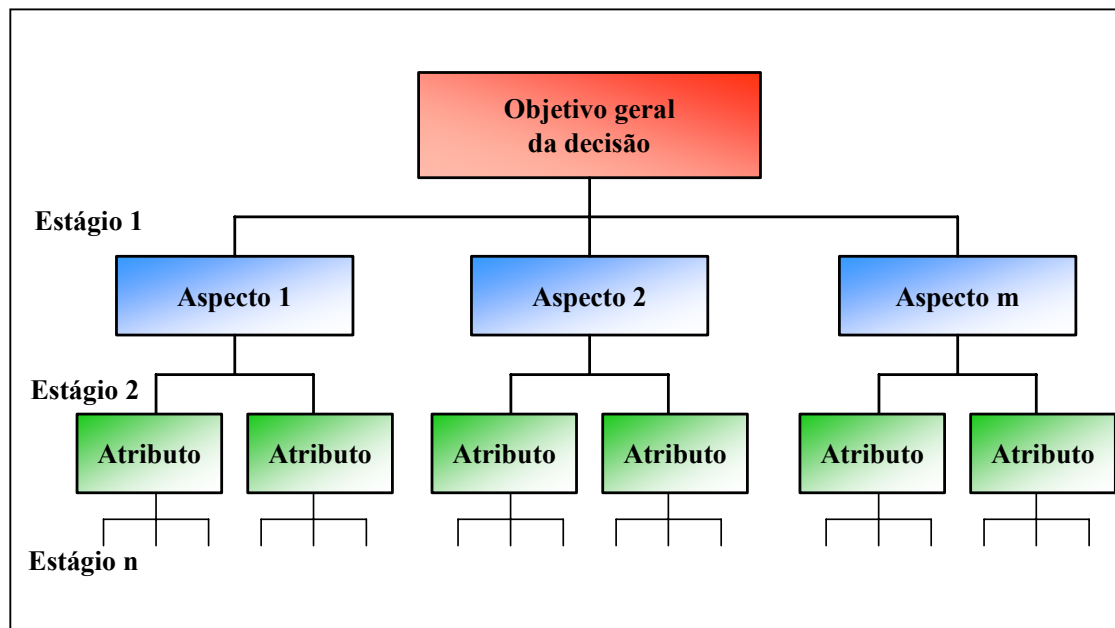 Objetivo geral
da decisão
Estágio 1
Aspecto 1
Aspecto 2
Aspecto m
Estágio 2
Atributo
Atributo
Atributo
Atributo
Atributo
Atributo
Estágio n